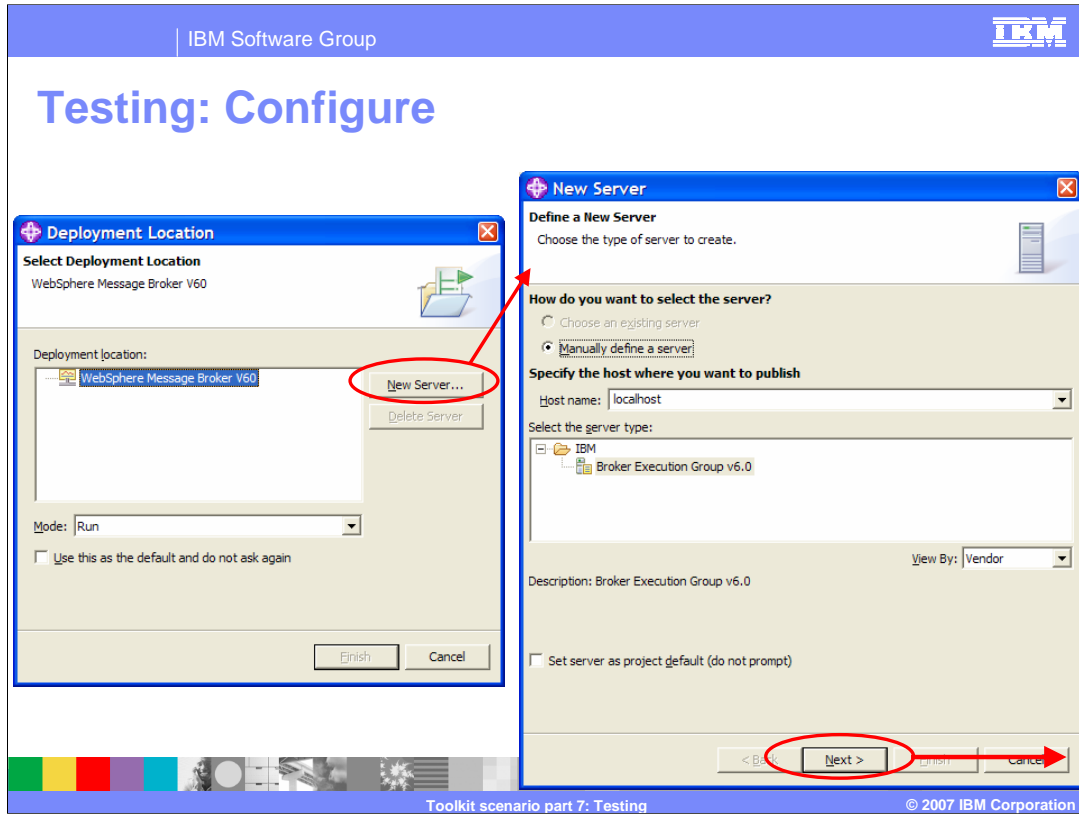 IBM Software Group
IBM
Testing: Configure
Deployment Location
Select Deployment Location
WebSphere Message Broker V60
Deployment location:
WebSphere Message Broker V60
New Server...
Delete Server
Mode: Run
Use this as the default and do not ask again
Finish
Cancel
New Server
Define a New Server
Choose the type of server to create.
How do you want to select the server?
Choose an existing server
Manually define a server
Specify the host where you want to publish
Host name: localhost
Select the server type:
IBM
Broker Execution Group v6.0
View By: Vendor
Description: Broker Execution Group v6.0
Set server as project default (do not prompt)
< Back
Next >
Finish
Cancel
Toolkit scenario part 7: Testing
© 2007 IBM Corporation